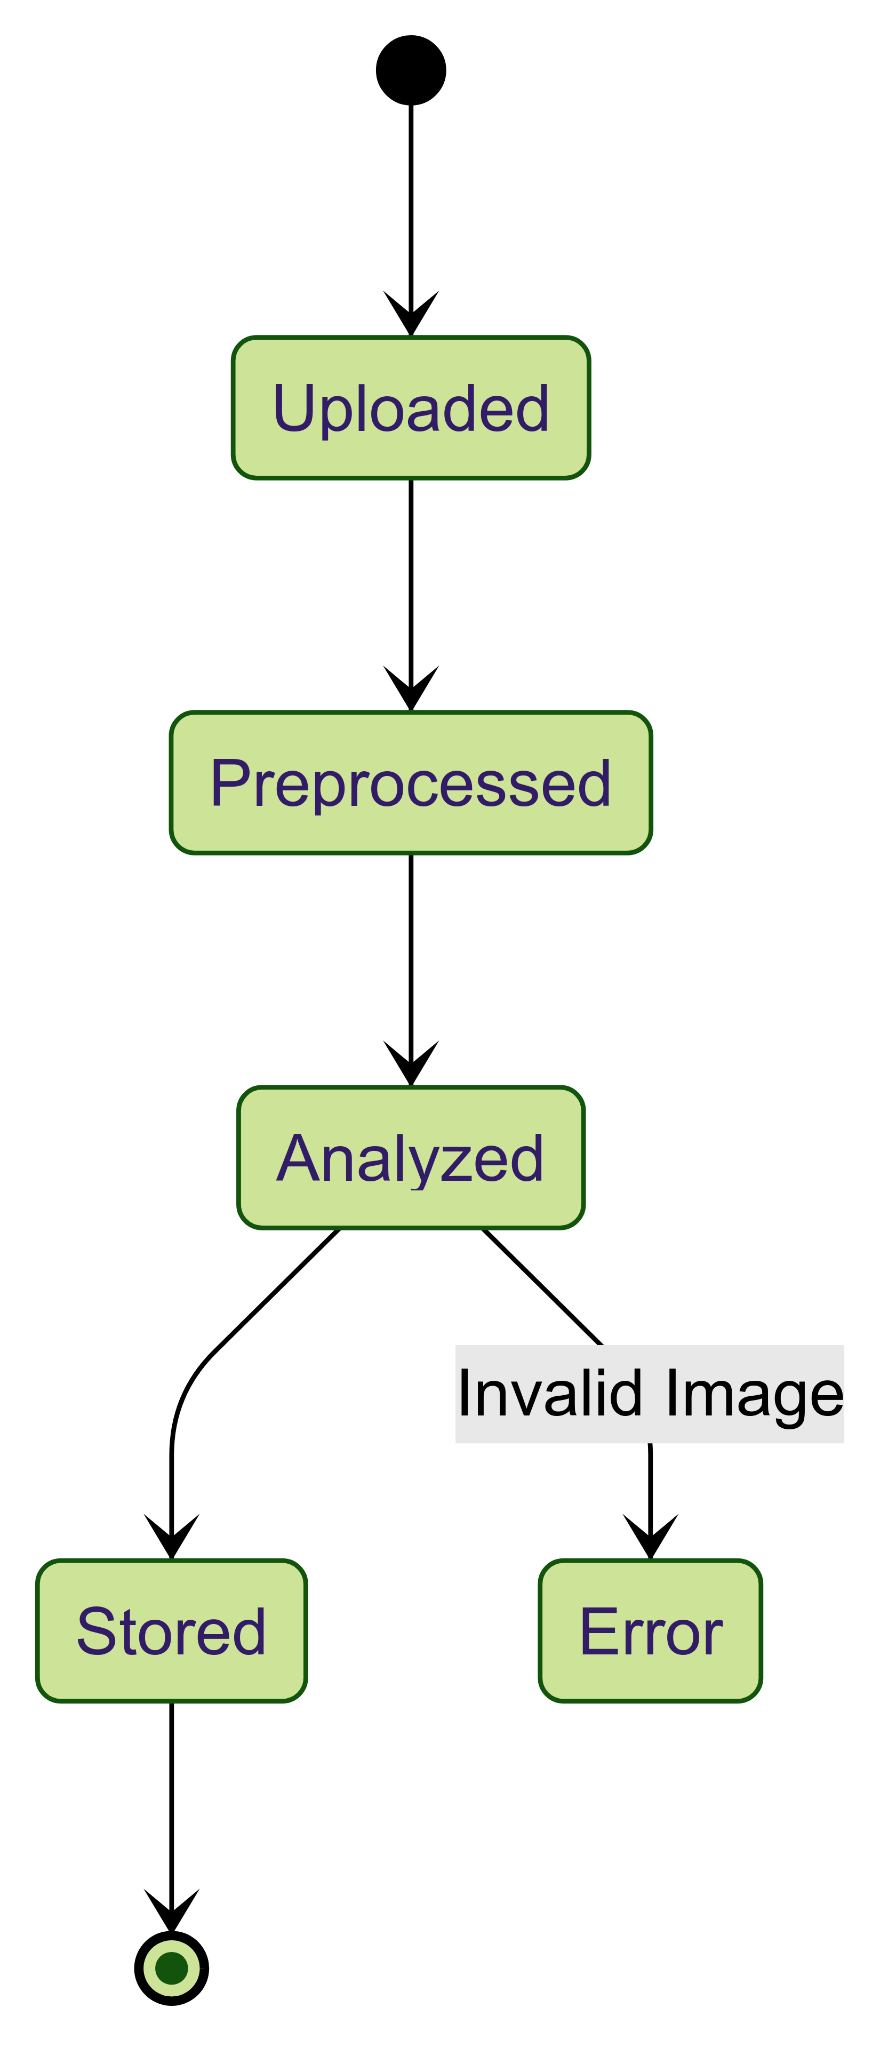 Uploaded
Preprocessed
Analyzed
Invalid Image
Stored
Error